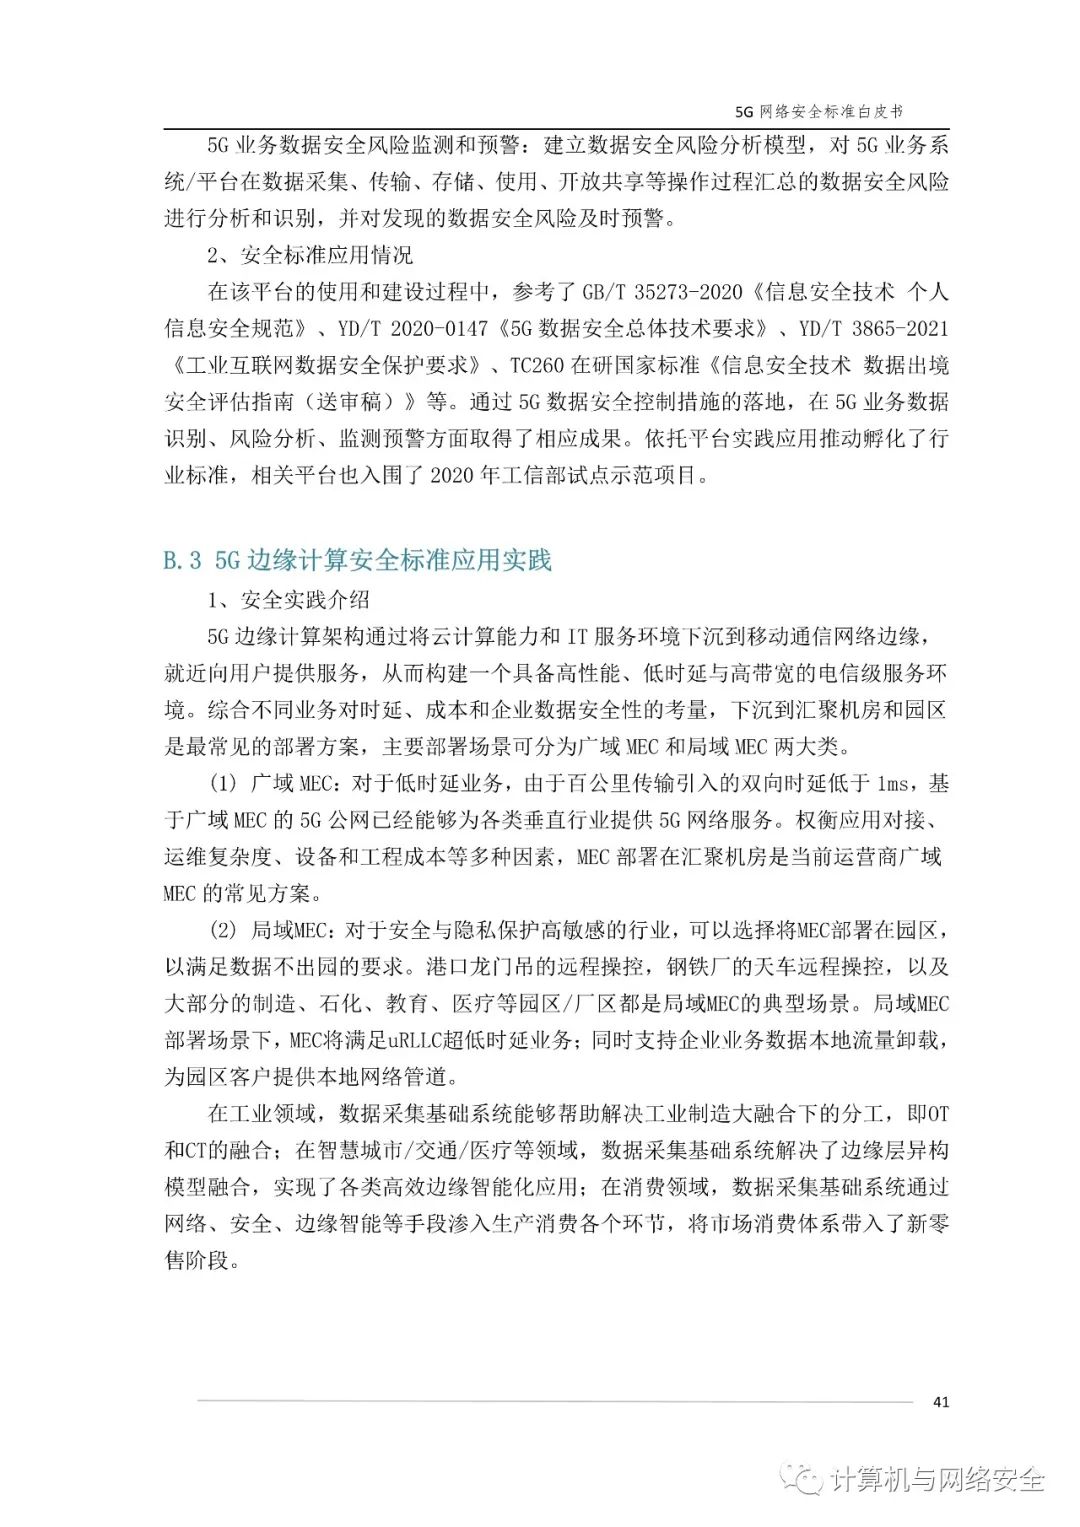 5G 网络安全标准白皮书
5G 业务数据安全风险监测和预警：建立数据安全风险分析模型，对 5G 业务系
统/平台在数据采集、传输、存储、使用、开放共享等操作过程汇总的数据安全风险
进行分析和识别，并对发现的数据安全风险及时预警。
2、安全标准应用情况
在该平台的使用和建设过程中，参考了 GB/T 35273-2020《信息安全技术 个人
信息安全规范》、YD/T 2020-0147《5G 数据安全总体技术要求》、YD/T 3865-2021
《工业互联网数据安全保护要求》、TC260 在研国家标准《信息安全技术 数据出境
安全评估指南（送审稿）》等。通过 5G 数据安全控制措施的落地，在 5G 业务数据
识别、风险分析、监测预警方面取得了相应成果。依托平台实践应用推动孵化了行
业标准，相关平台也入围了 2020 年工信部试点示范项目。
B.3 5G 边缘计算安全标准应用实践
1、安全实践介绍
5G 边缘计算架构通过将云计算能力和 IT 服务环境下沉到移动通信网络边缘，
就近向用户提供服务，从而构建一个具备高性能、低时延与高带宽的电信级服务环
境。综合不同业务对时延、成本和企业数据安全性的考量，下沉到汇聚机房和园区
是最常见的部署方案，主要部署场景可分为广域 MEC 和局域 MEC 两大类。
(1) 广域 MEC：对于低时延业务，由于百公里传输引入的双向时延低于 1ms，基
于广域 MEC 的 5G 公网已经能够为各类垂直行业提供 5G 网络服务。权衡应用对接、
运维复杂度、设备和工程成本等多种因素，MEC 部署在汇聚机房是当前运营商广域
MEC 的常见方案。
(2) 局域MEC：对于安全与隐私保护高敏感的行业，可以选择将MEC部署在园区，
以满足数据不出园的要求。港口龙门吊的远程操控，钢铁厂的天车远程操控，以及
大部分的制造、石化、教育、医疗等园区/厂区都是局域MEC的典型场景。局域MEC
部署场景下，MEC将满足uRLLC超低时延业务；同时支持企业业务数据本地流量卸载，
为园区客户提供本地网络管道。
在工业领域，数据采集基础系统能够帮助解决工业制造大融合下的分工，即OT
和CT的融合；在智慧城市/交通/医疗等领域，数据采集基础系统解决了边缘层异构
模型融合，实现了各类高效边缘智能化应用；在消费领域，数据采集基础系统通过
网络、安全、边缘智能等手段渗入生产消费各个环节，将市场消费体系带入了新零
售阶段。
41
计算机与网络安全